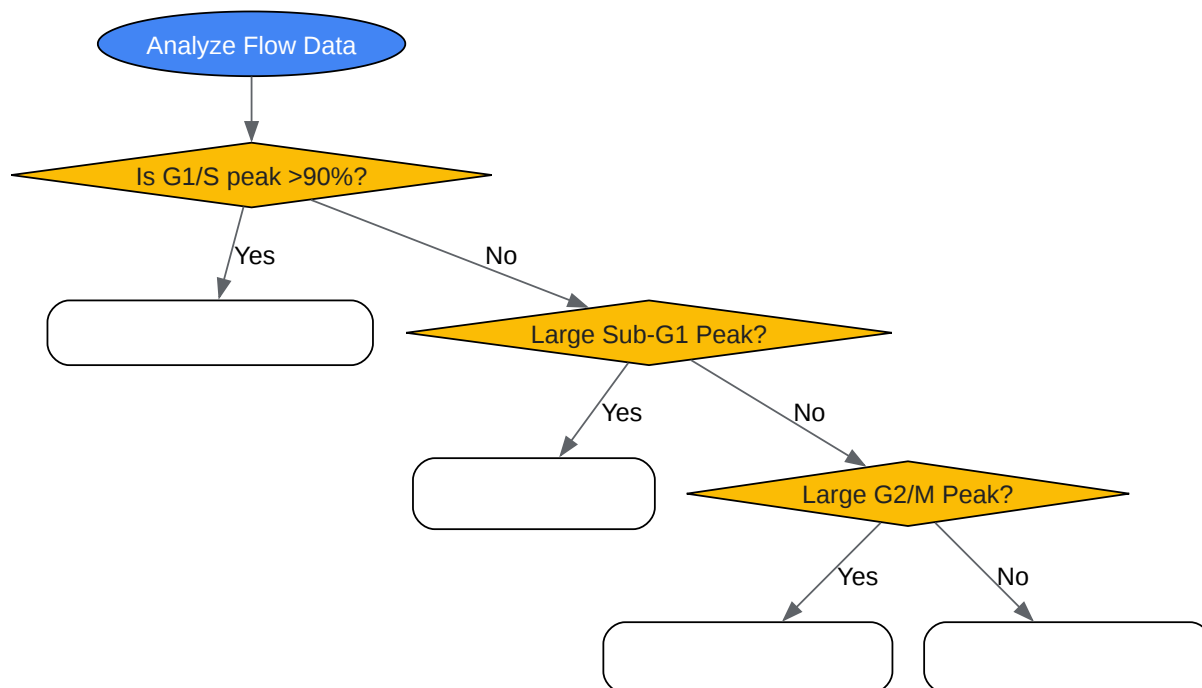 Analyze Flow Data
Is G1/S peak >90%?
Yes
No
Large Sub-G1 Peak?
Yes
No
Large G2/M Peak?
Yes
No